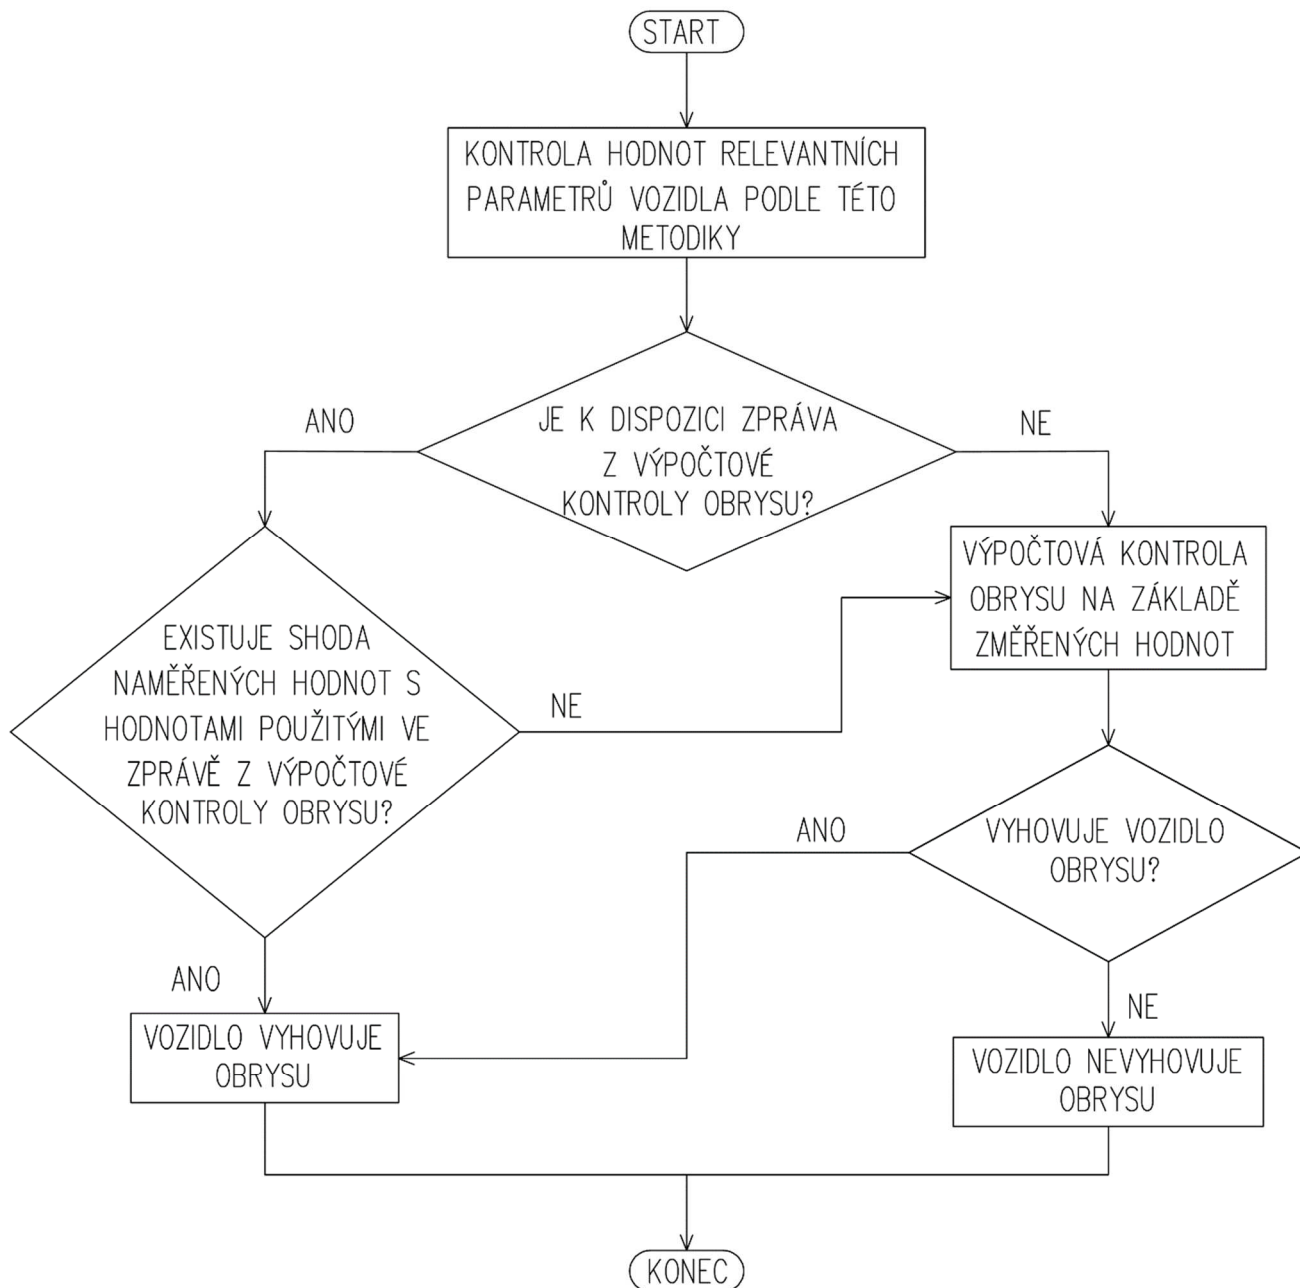 START
KONTROLA HODNOT RELEVANTNÍCH
PARAMETRŮ VOZIDLA PODLE TÉTO
METODIKY
ANO
JE K DISPOZICI ZPRÁVA
Z VÝPOČTOVÉ
KONTROLY OBRYSU?
NE
VÝPOČTOVÁ KONTROLA
OBRYSU NA ZÁKLADĚ
ZMĚŘENÝCH HODNOT
EXISTUJE SHODA
NAMĚŘENÝCH HODNOT S
HODNOTAMI POUŽITÝMI VE
ZPRÁVĚ Z VÝPOČTOVÉ
KONTROLY OBRYSU?
NE
ANO
VYHOVUJE VOZIDLO
OBRYSU?
ANO
NE
VOZIDLO VYHOVUJE
OBRYSU
VOZIDLO NEVYHOVUJE
OBRYSU
KONEC